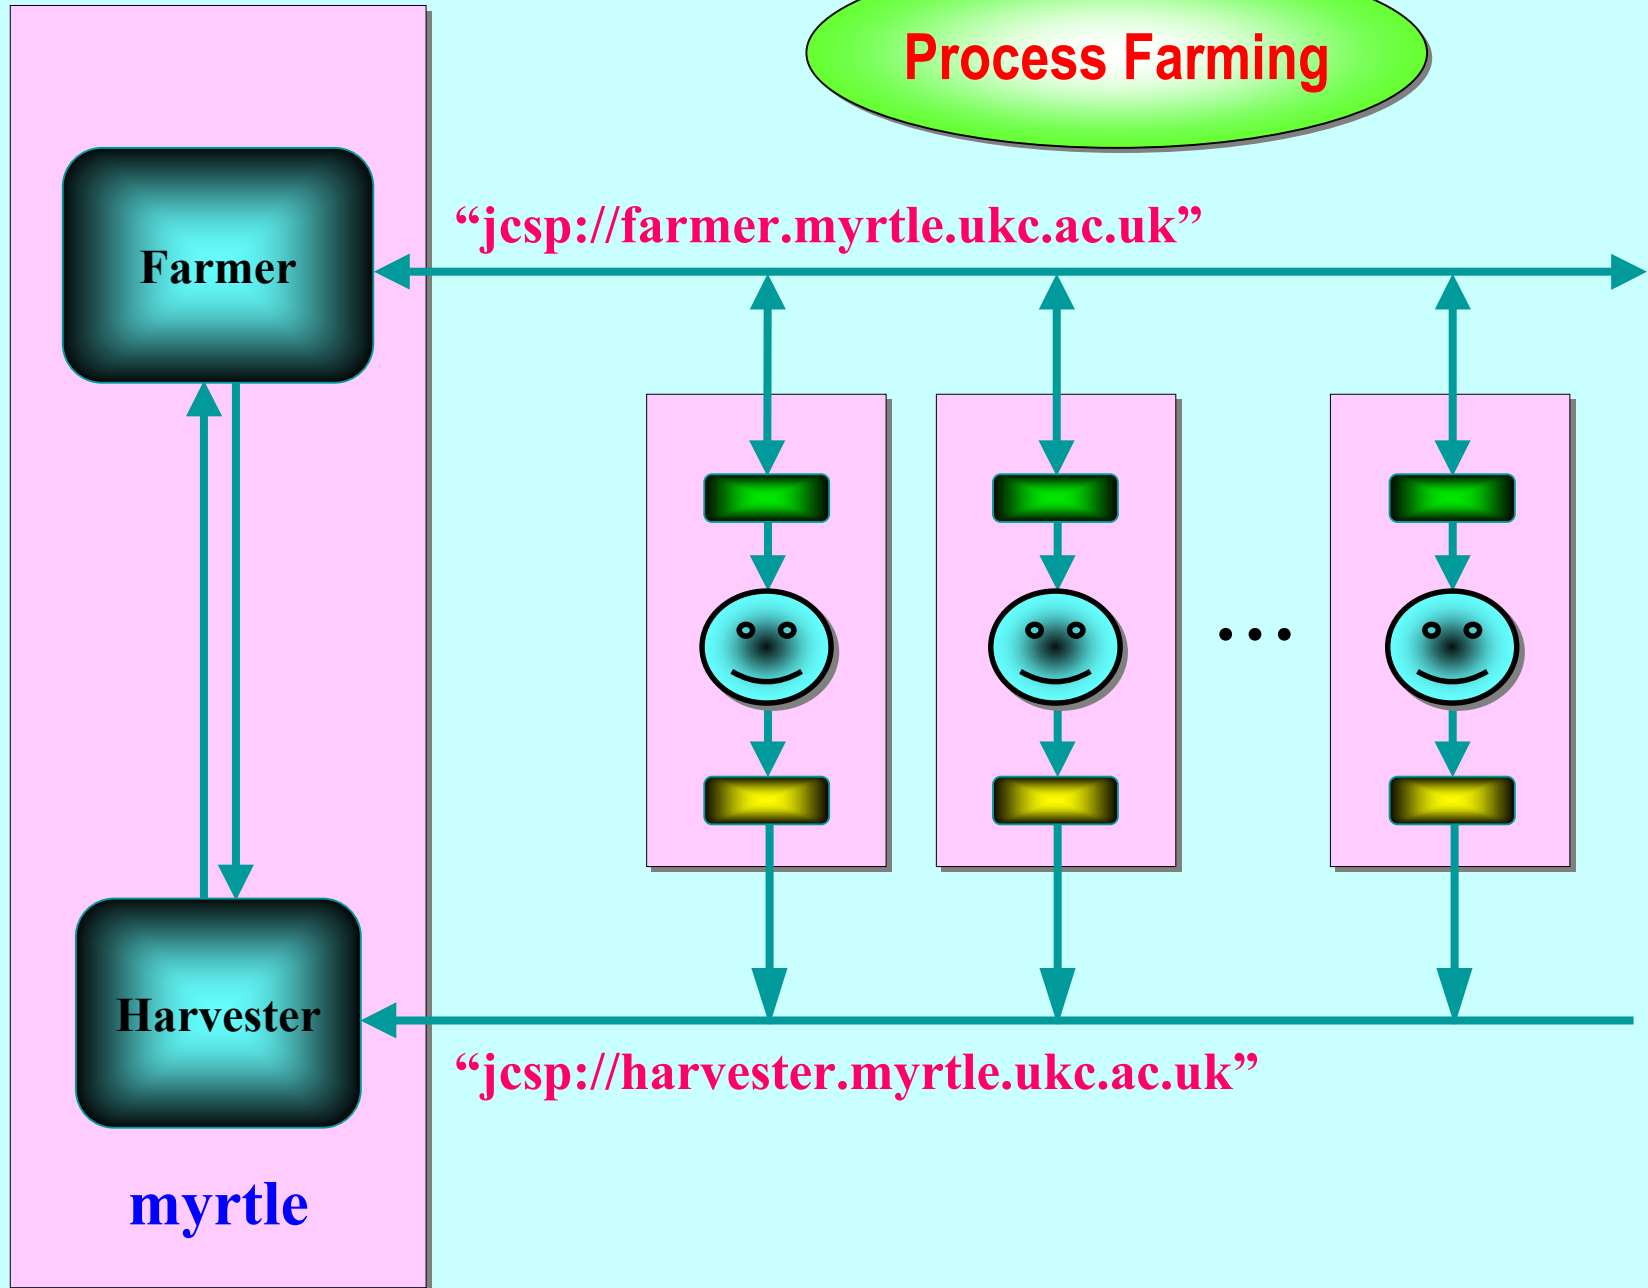 Process Farming
“jcsp://farmer.myrtle.ukc.ac.uk”
Farmer
...
Harvester
“jcsp://harvester.myrtle.ukc.ac.uk”
myrtle